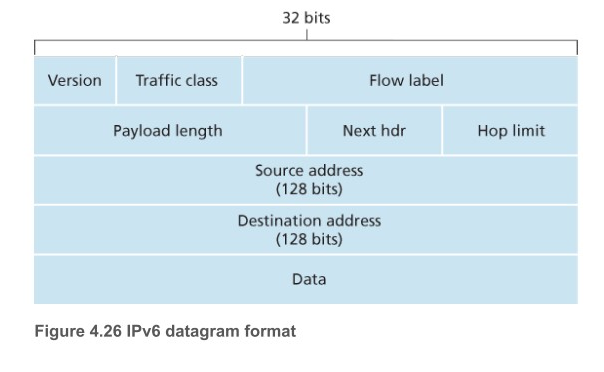 32 bits
Version Traffic class Flow label
Payload length Next hdr Hop limit
Source address
(128 bits)
Destination address
(128 bits)
Data
Figure 4.26 IPv6 datagram format